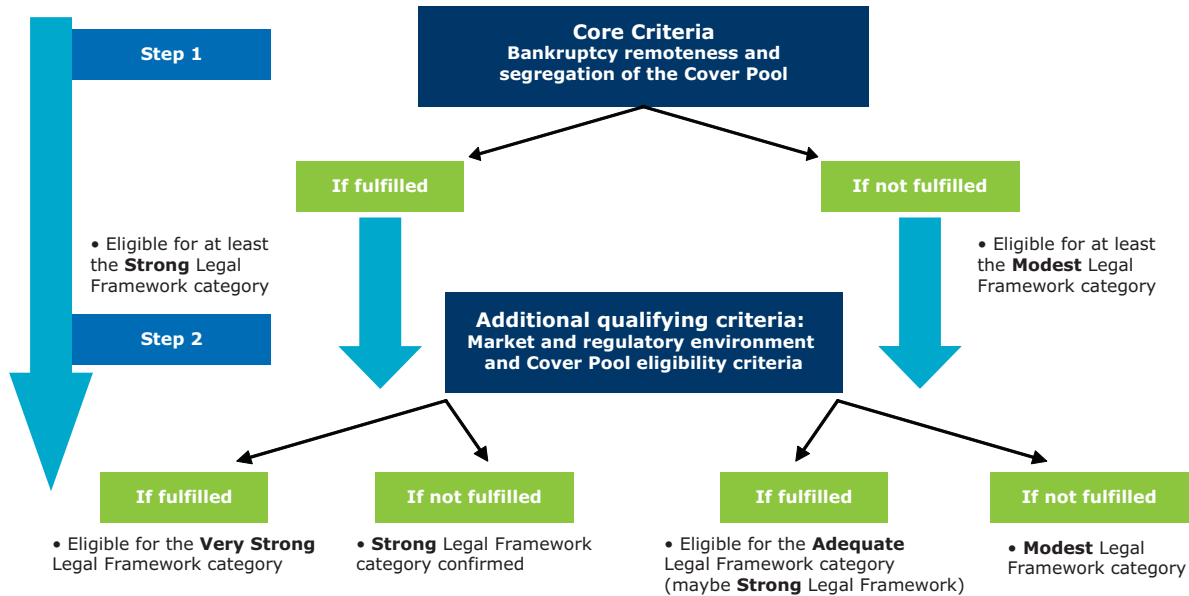 Step 1
Core Criteria
Bankruptcy remoteness and
segregation of the Cover Pool
If fulfilled
If not fulfilled
• Eligible for at least
the Strong Legal
Framework category
• Eligible for at least
the Modest Legal
Framework category
Step 2
Additional qualifying criteria:
Market and regulatory environment
and Cover Pool eligibility criteria
If fulfilled
If not fulfilled
If fulfilled
If not fulfilled
• Eligible for the Very Strong
Legal Framework category
• Strong Legal Framework
category confirmed
• Eligible for the Adequate
Legal Framework category
(maybe Strong Legal Framework)
• Modest Legal
Framework category